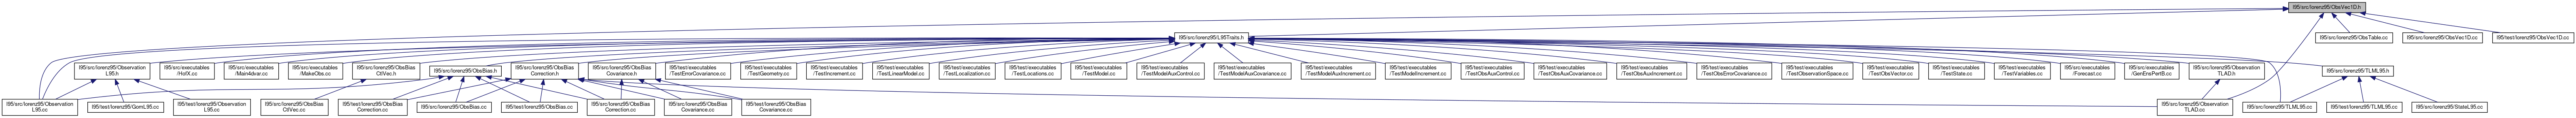 l95/src/lorenz95/ObsVec1D.h
l95/src/lorenz95/L95Traits.h
l95/src/lorenz95/ObsTable.cc
l95/src/lorenz95/ObsVec1D.cc
l95/test/lorenz95/ObsVec1D.cc
l95/src/lorenz95/Observation
L95.h
l95/src/executables
/HofX.cc
l95/src/executables
/Main4dvar.cc
l95/src/executables
/MakeObs.cc
l95/src/lorenz95/ObsBias
CtlVec.h
l95/src/lorenz95/ObsBias.h
l95/src/lorenz95/ObsBias
Correction.h
l95/src/lorenz95/ObsBias
Covariance.h
l95/test/executables
/TestErrorCovariance.cc
l95/test/executables
/TestGeometry.cc
l95/test/executables
/TestIncrement.cc
l95/test/executables
/TestLinearModel.cc
l95/test/executables
/TestLocalization.cc
l95/test/executables
/TestLocations.cc
l95/test/executables
/TestModel.cc
l95/test/executables
/TestModelAuxControl.cc
l95/test/executables
/TestModelAuxCovariance.cc
l95/test/executables
/TestModelAuxIncrement.cc
l95/test/executables
/TestModelIncrement.cc
l95/test/executables
/TestObsAuxControl.cc
l95/test/executables
/TestObsAuxCovariance.cc
l95/test/executables
/TestObsAuxIncrement.cc
l95/test/executables
/TestObsErrorCovariance.cc
l95/test/executables
/TestObservationSpace.cc
l95/test/executables
/TestObsVector.cc
l95/test/executables
/TestState.cc
l95/test/executables
/TestVariables.cc
l95/src/executables
/Forecast.cc
l95/src/executables
/GenEnsPertB.cc
l95/src/lorenz95/Observation
TLAD.h
l95/src/lorenz95/TLML95.h
l95/src/lorenz95/Observation
L95.cc
l95/test/lorenz95/GomL95.cc
l95/test/lorenz95/Observation
L95.cc
l95/src/lorenz95/ObsBias
CtlVec.cc
l95/test/lorenz95/ObsBias
Correction.cc
l95/src/lorenz95/ObsBias.cc
l95/test/lorenz95/ObsBias.cc
l95/src/lorenz95/ObsBias
Correction.cc
l95/src/lorenz95/ObsBias
Covariance.cc
l95/test/lorenz95/ObsBias
Covariance.cc
l95/src/lorenz95/Observation
TLAD.cc
l95/src/lorenz95/TLML95.cc
l95/test/lorenz95/TLML95.cc
l95/src/lorenz95/StateL95.cc